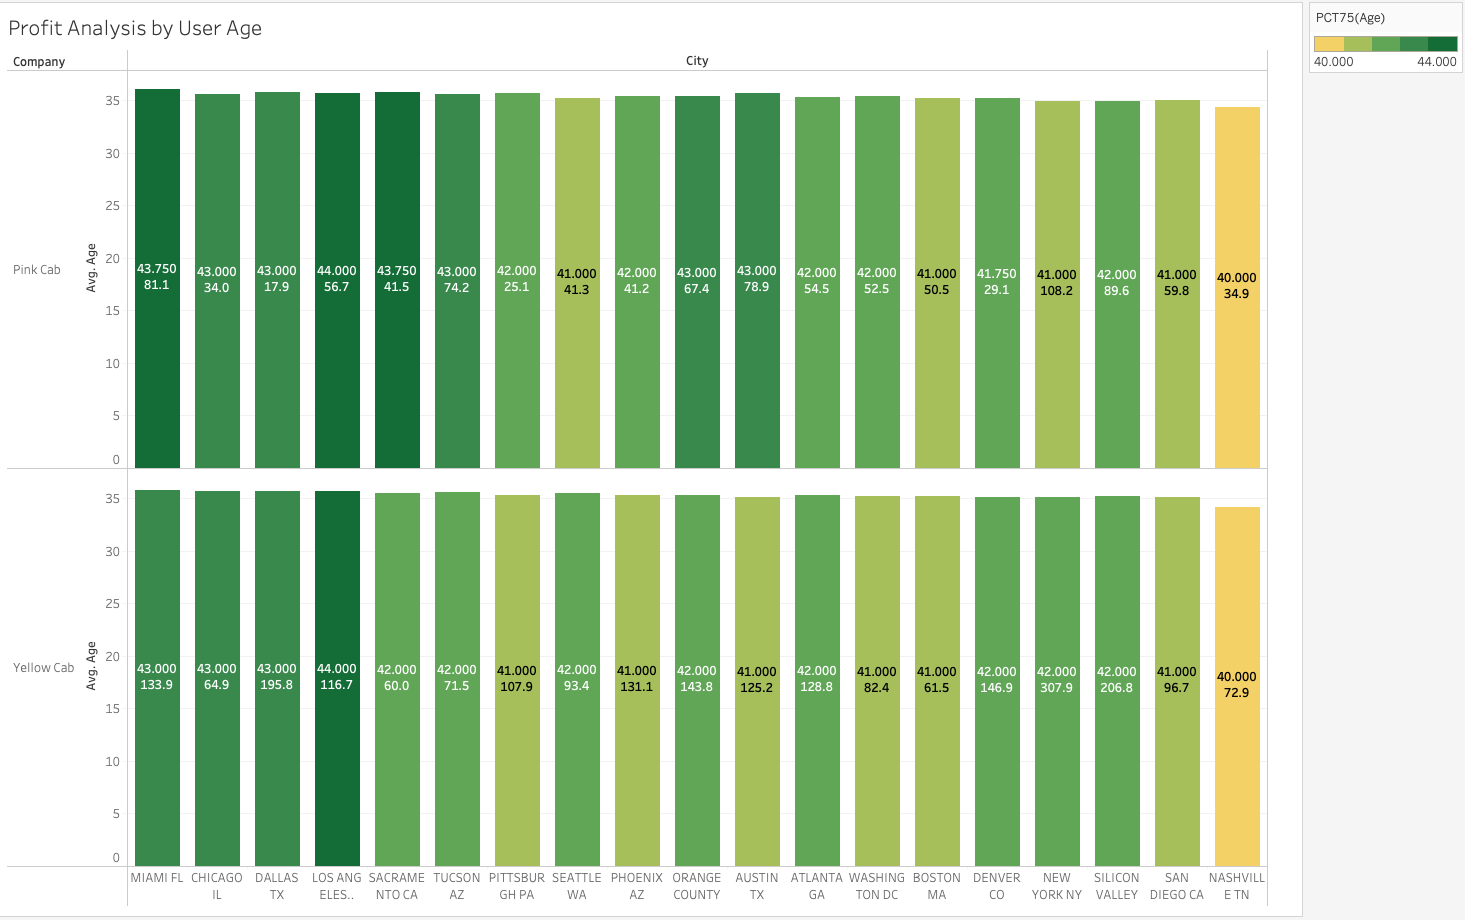 Profit Analysis by User Age
PCT75(Age)
40.000 44.000
Company
City
Pink Cab
Avg. Age
35
30
25
20
15
10
5
0
43.750 43.000 43.000 44.000 43.750 43.000 42.000 41.000 42.000 43.000 43.000 42.000 42.000 41.000 41.750 41.000 42.000 41.000 40.000
81.1 34.0 17.9 56.7 41.5 74.2 25.1 41.3 41.2 67.4 78.9 54.5 52.5 50.5 29.1 108.2 89.6 59.8 34.9
Yellow Cab
Avg. Age
35
30
25
20
15
10
5
0
43.000 43.000 43.000 44.000 42.000 42.000 41.000 42.000 41.000 42.000 41.000 42.000 41.000 41.000 42.000 42.000 42.000 41.000 40.000
133.9 64.9 195.8 116.7 60.0 71.5 107.9 93.4 131.1 143.8 125.2 128.8 82.4 61.5 146.9 307.9 206.8 96.7 72.9
MIAMI FL CHICAGO DALLAS LOS ANG SACRAME TUCSON PITTSBUR SEATTLE PHOENIX ORANGE AUSTIN ATLANTA WASHING BOSTON DENVER NEW SILICON SAN NASHVILL
IL TX ELES.. NTO CA AZ GH PA WA AZ COUNTY TX GA TON DC MA CO YORK NY VALLEY DIEGO CA E TN